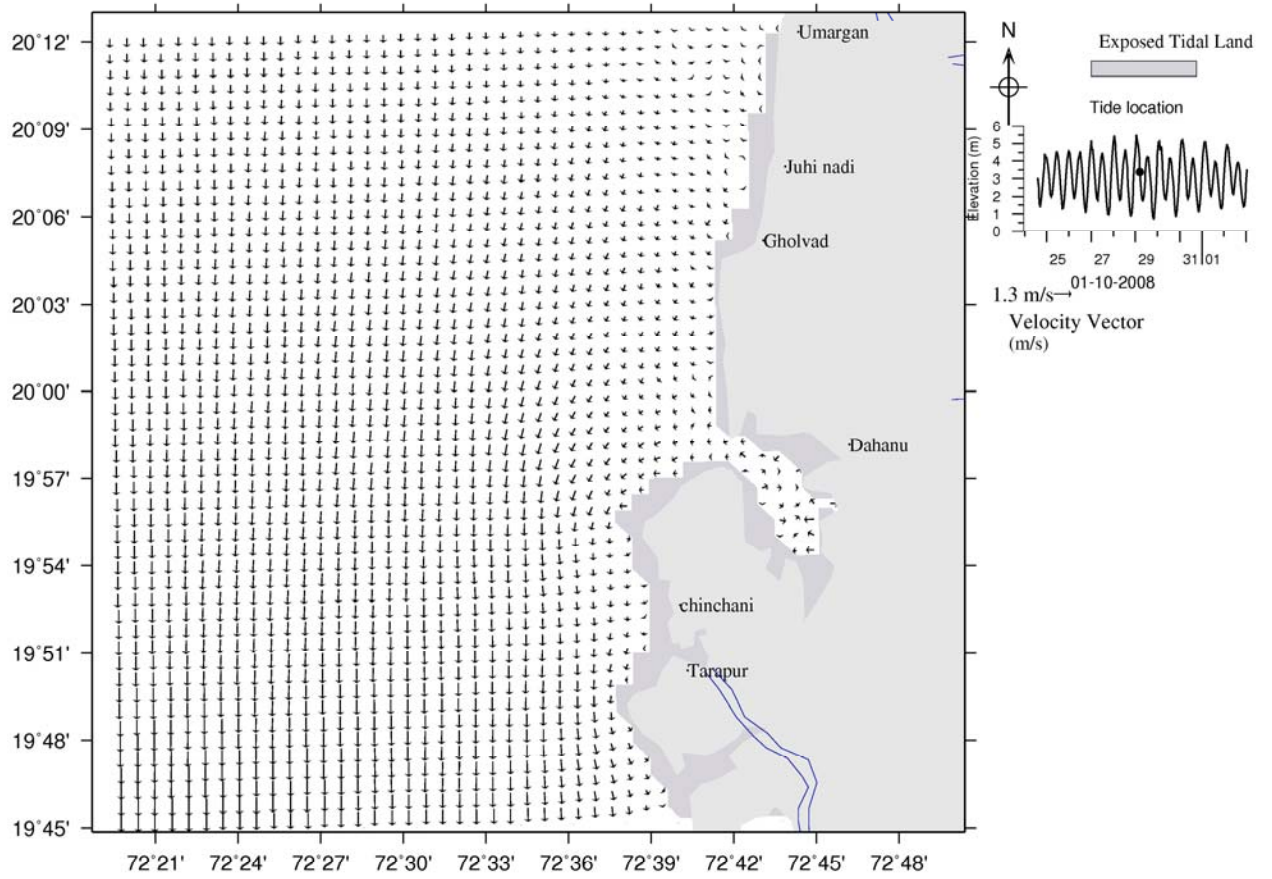 20°12'
20°09'
20°06'
20°03'
20°00'
19°57'
19°54'
19°51'
19°48'
19°45'
72°21'
72°24'
72°27'
72°30'
72°33'
72°36'
72°39'
72°42'
72°45'
72°48'
Umargan
Juhi nadi
Gholvad
Dahanu
chinchani
Tarapur
N
Exposed Tidal Land
Tide location
Elevation (m)
6
5
4
3
2
1
0
25
27
29
31
01
01-10-2008
1.3 m/s
Velocity Vector
(m/s)